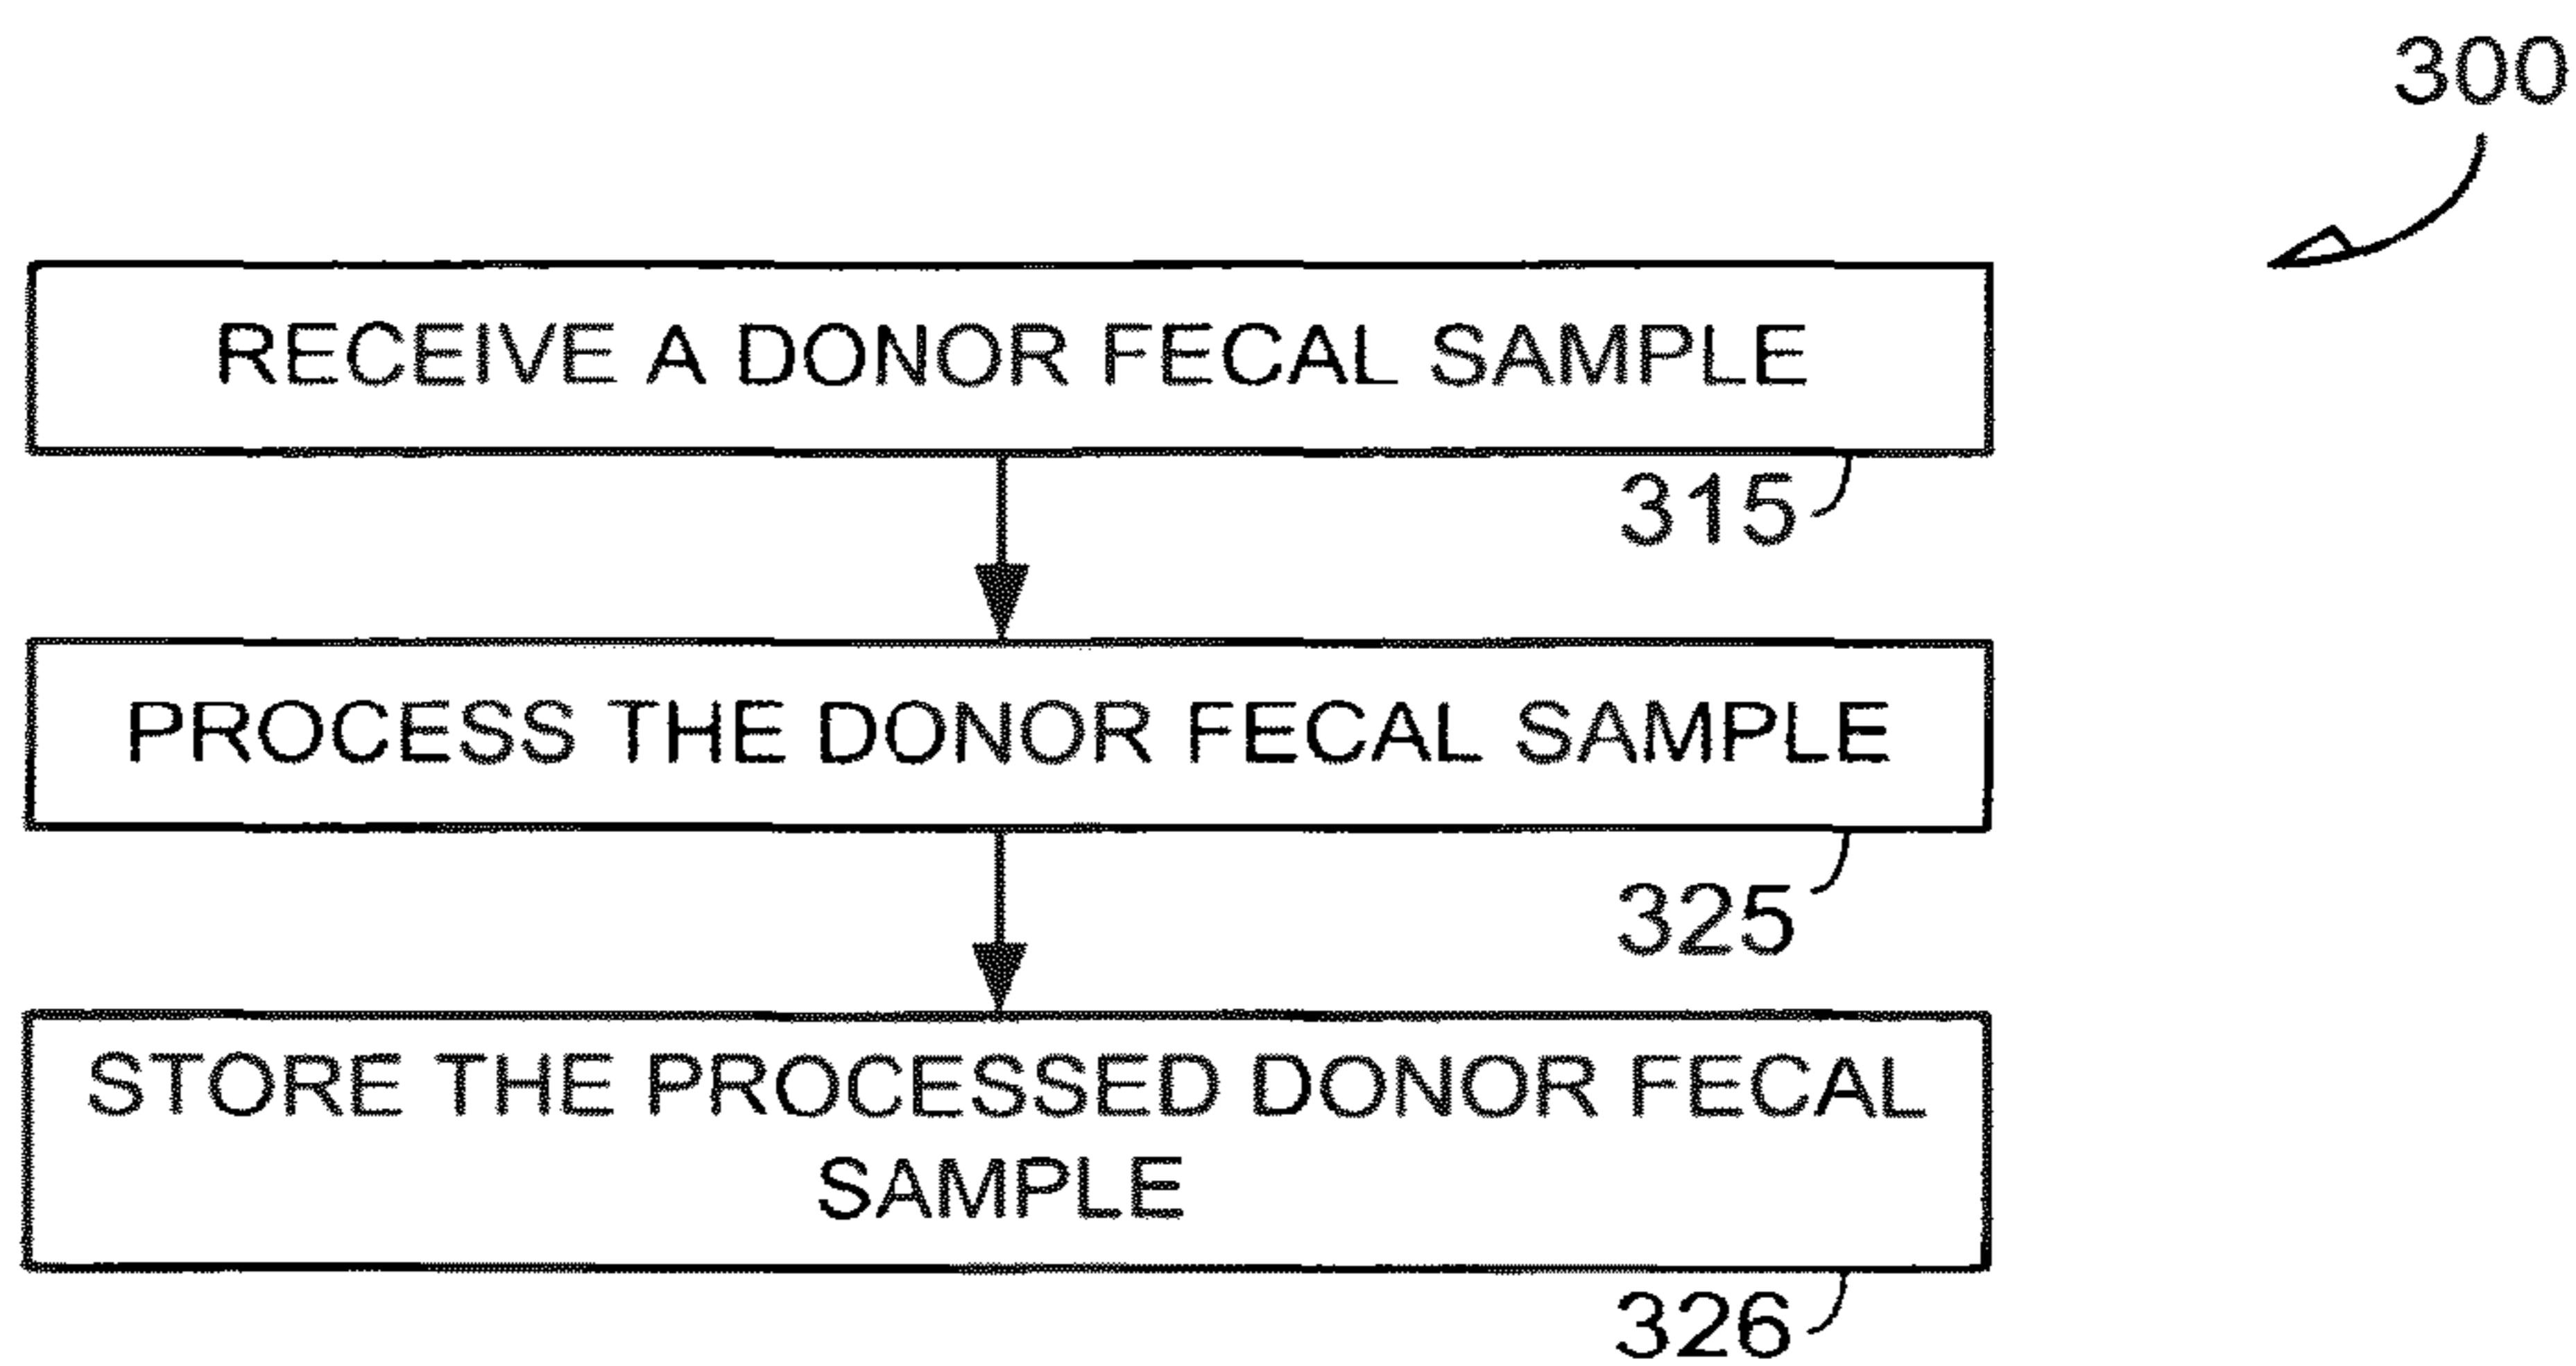 300
RECEIVE A DONOR FECAL SAMPLE
315
PROCESS THE DONOR FECAL SAMPLE
325
STORE THE PROCESSED DONOR FECAL
SAMPLE
326